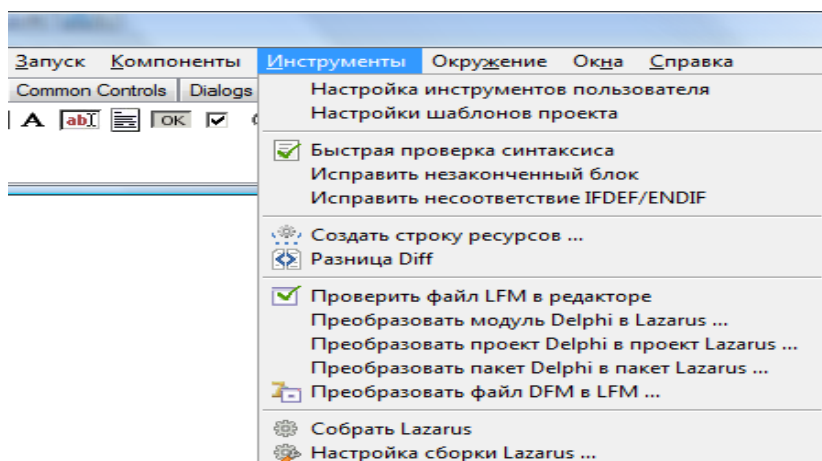 Запуск Компоненты Инструменты Окружение Окна Справка
Common Controls Dialogs
Настройка инструментов пользователя
Настройки шаблонов проекта
A abI OK
Быстрая проверка синтаксиса
Исправить незаконченный блок
Исправить несоответствие IFDEF/ENDIF
Создать строку ресурсов ...
Разница Diff
Проверить файл LFM в редакторе
Преобразовать модуль Delphi в Lazarus ...
Преобразовать проект Delphi в проект Lazarus ...
Преобразовать пакет Delphi в пакет Lazarus ...
Преобразовать файл DFM в LFM ...
Собрать Lazarus
Настройка сборки Lazarus ...